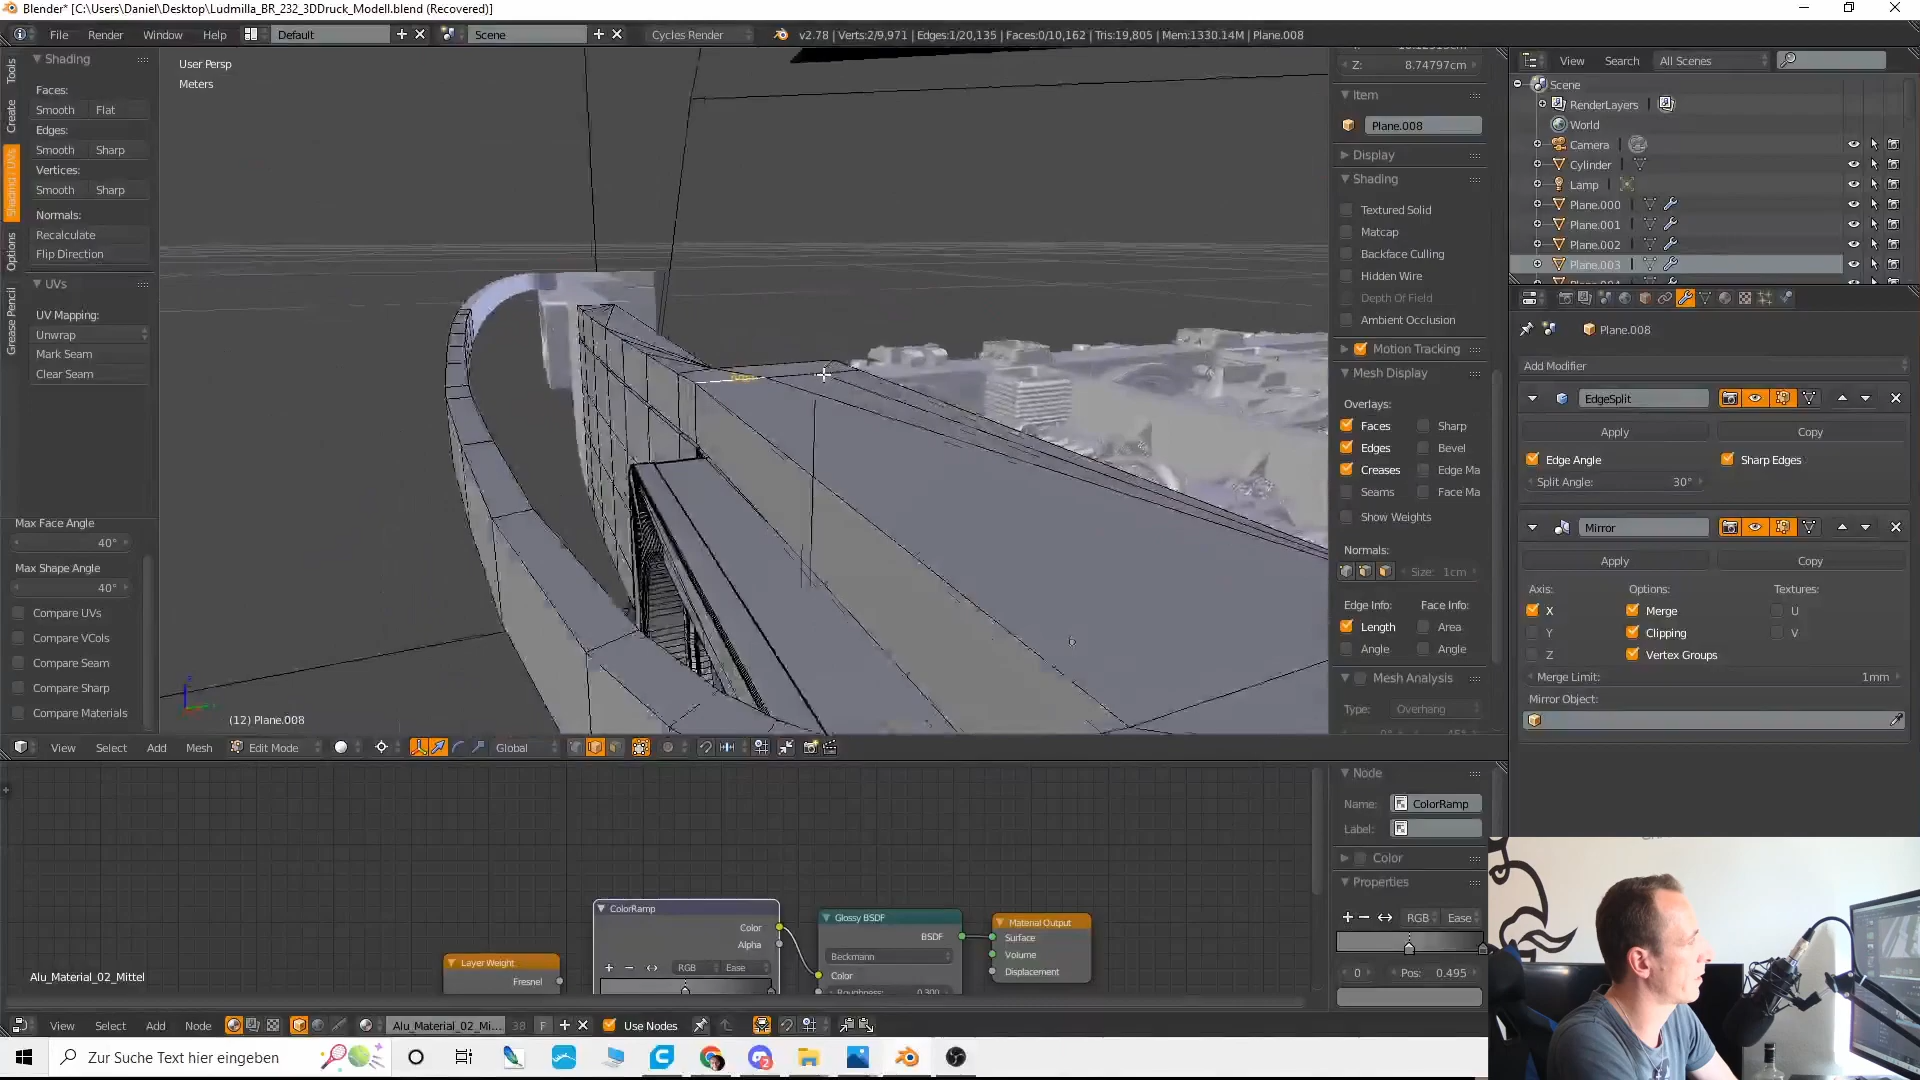 Blender* [C:\Users\Daniel\Desktop\Ludmilla_BR_232_3DDruck_Modell.blend (Recovered)]
File Render Window Help Default Scene Cycles Render v2.78 | Verts:2/9,971 | Edges:1/20,135 | Faces:0/10,162 | Tris:19,805 | Mem:1330.14M | Plane.008
Tools
Create
Shading / UVs
Options
Grease Pencil
Shading
Faces:
Smooth Flat
Edges:
Smooth Sharp
Vertices:
Smooth Sharp
Normals:
Recalculate
Flip Direction
UVs
UV Mapping:
Unwrap
Mark Seam
Clear Seam
Max Face Angle
40°
Max Shape Angle
40°
Compare UVs
Compare VCols
Compare Seam
Compare Sharp
Compare Materials
User Persp
Meters
(12) Plane.008
Z: 8.74797cm
Item
Plane.008
Display
Shading
Textured Solid
Matcap
Backface Culling
Hidden Wire
Depth Of Field
Ambient Occlusion
Motion Tracking
Mesh Display
Overlays:
Faces Sharp
Edges Bevel
Creases Edge Ma
Seams Face Ma
Show Weights
Normals:
Size: 1cm
Edge Info: Face Info:
Length Area
Angle Angle
Mesh Analysis
Type: Overhang
View Search All Scenes
Scene
RenderLayers
World
Camera
Cylinder
Lamp
Plane.000
Plane.001
Plane.002
Plane.003
Plane.008
Add Modifier
EdgeSplit
Apply Copy
Edge Angle Sharp Edges
Split Angle: 30°
Mirror
Apply Copy
Axis: Options: Textures:
X Merge U
Y Clipping V
Z Vertex Groups
Merge Limit: 1mm
Mirror Object:
View Select Add Mesh Edit Mode Global
Layer Weight
Fresnel
ColorRamp
Color
Alpha
RGB Ease
Glossy BSDF
BSDF
Beckmann
Color
Roughness: 0.300
Material Output
Surface
Volume
Displacement
Alu_Material_02_Mittel
Node
Name: ColorRamp
Label:
Color
Properties
RGB Ease
0 Pos: 0.495
View Select Add Node Alu_Material_02_Mi... 38 F Use Nodes
Zur Suche Text hier eingeben
2